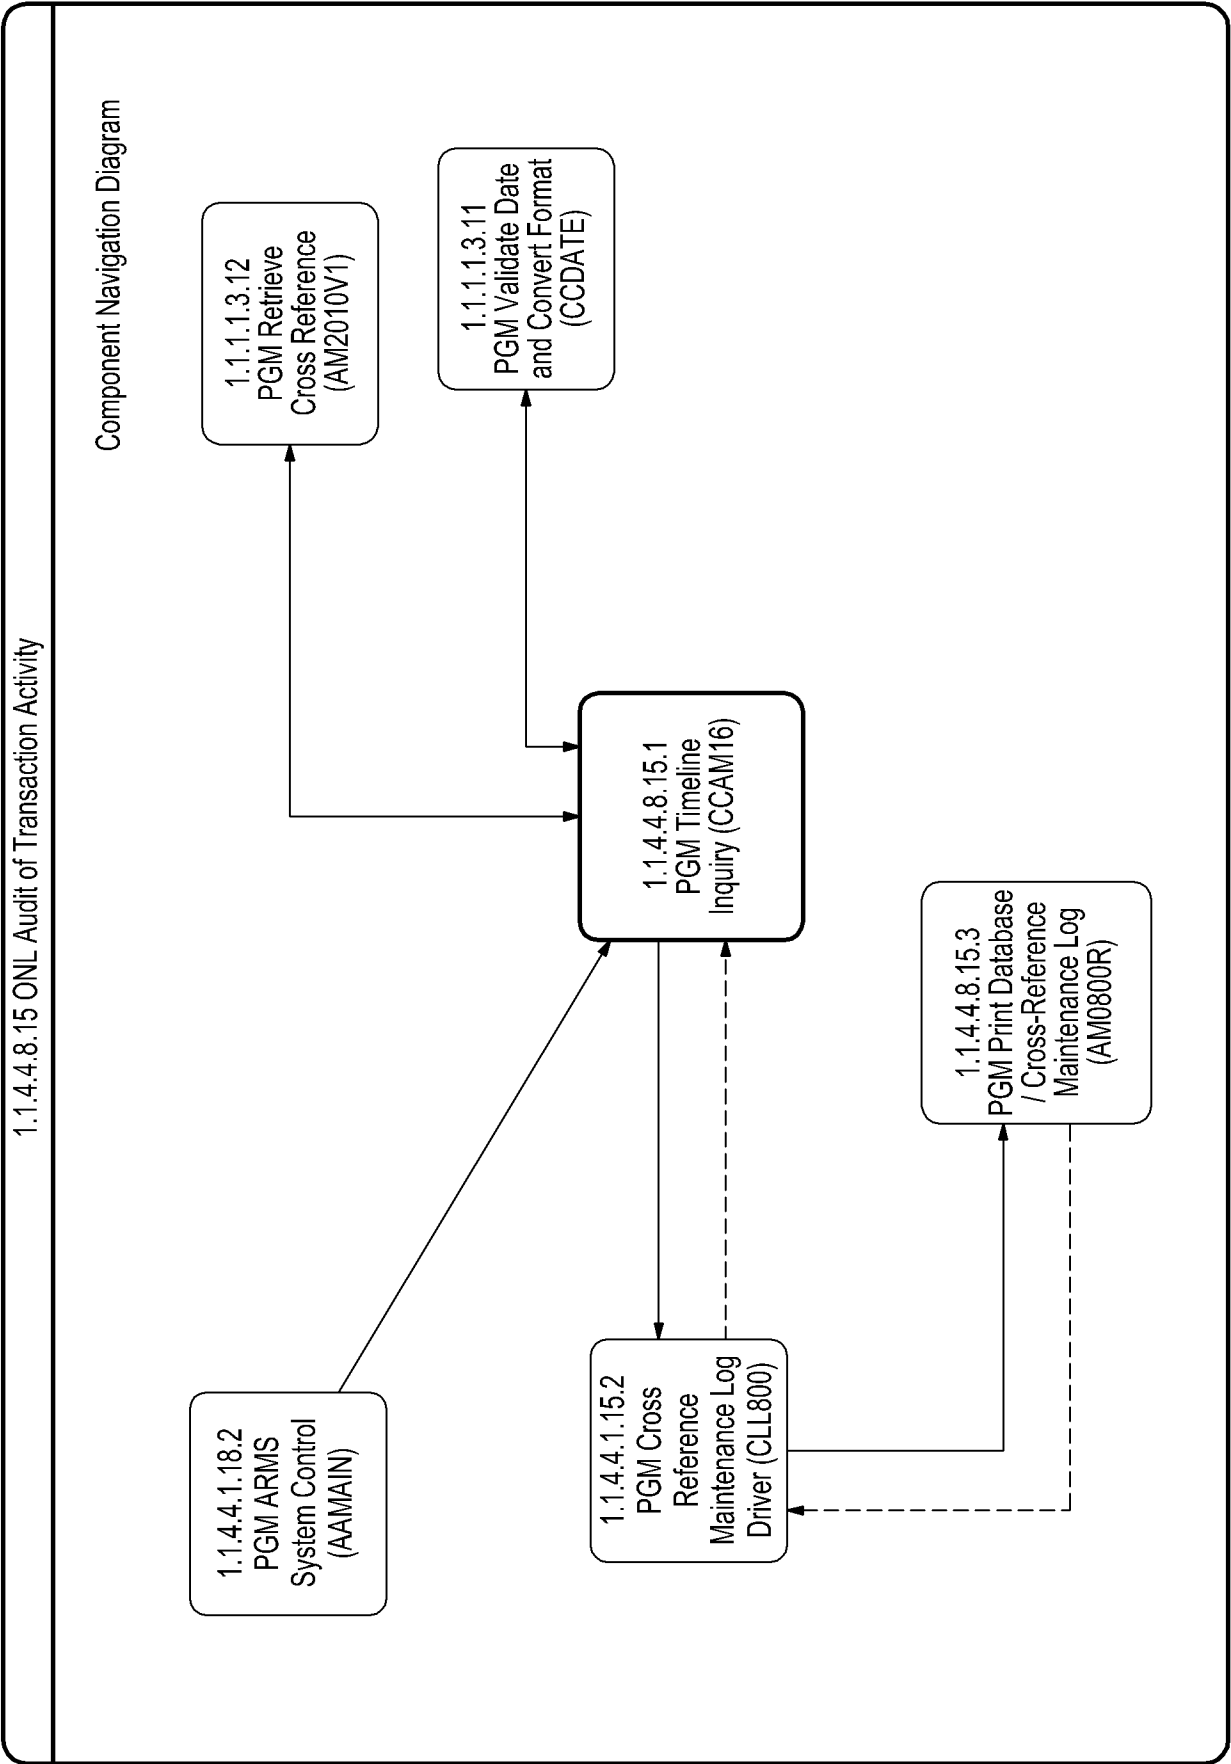 1.1.4.4.8.15 ONL Audit of Transaction Activity
Component Navigation Diagram
1.1.4.4.1.18.2
PGM ARMS
System Control
(AAMAIN)
1.1.1.1.3.12
PGM Retrieve
Cross Reference
(AM2010V1)
1.1.1.1.3.11
PGM Validate Date
and Convert Format
(CCDATE)
1.1.4.4.1.15.2
PGM Cross
Reference
Maintenance Log
Driver (CLL800)
1.1.4.4.8.15.1
PGM Timeline
Inquiry (CCAM16)
1.1.4.4.8.15.3
PGM Print Database
/ Cross-Reference
Maintenance Log
(AM0800R)